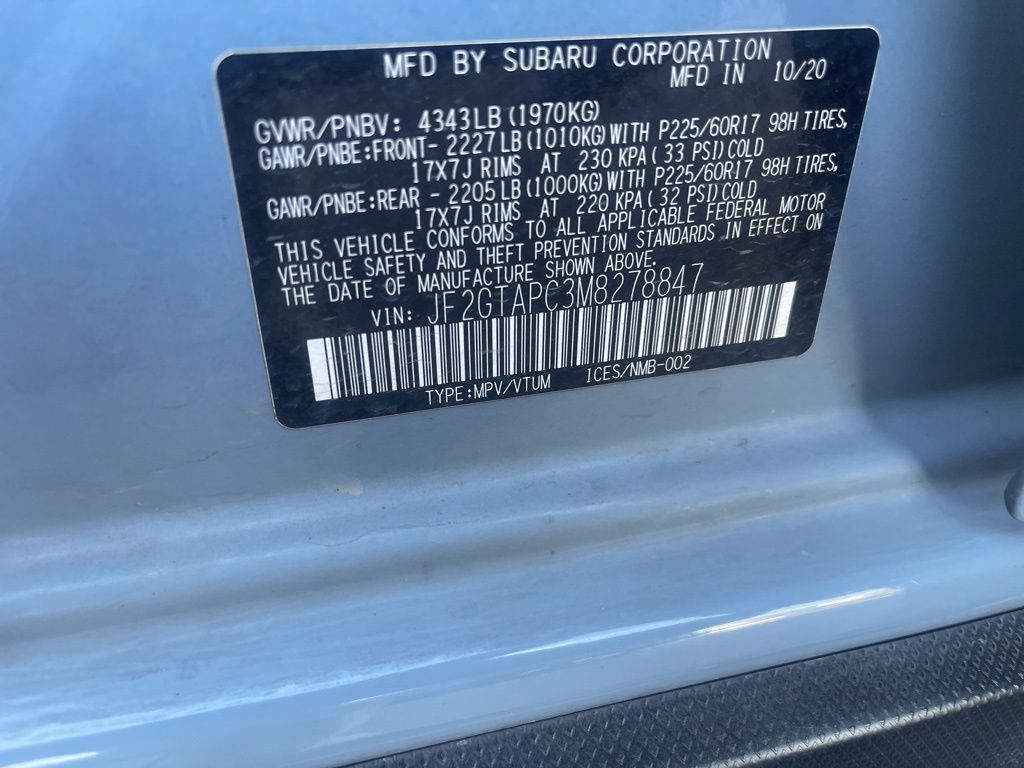 MFD BY SUBARU CORPORATION
MFD IN 10/20
GVWR/PNBV: 4343LB(1970KG)
GAWR/PNBE:FRONT- 2227LB(1010KG)WITH P225/60R17 98H TIRES,
17X7J RIMS AT 230 KPA( 33 PSI)COLD
GAWR/PNBE:REAR - 2205LB(1000KG)WITH P225/60R17 98H TIRES,
17X7J RIMS AT 220 KPA( 32 PSI)COLD
THIS VEHICLE CONFORMS TO ALL APPLICABLE FEDERAL MOTOR
VEHICLE SAFETY AND THEFT PREVENTION STANDARDS IN EFFECT ON
THE DATE OF MANUFACTURE SHOWN ABOVE.
VIN: JF2GTAPC3M8278847
TYPE:MPV/VTUM ICES/NMB-002